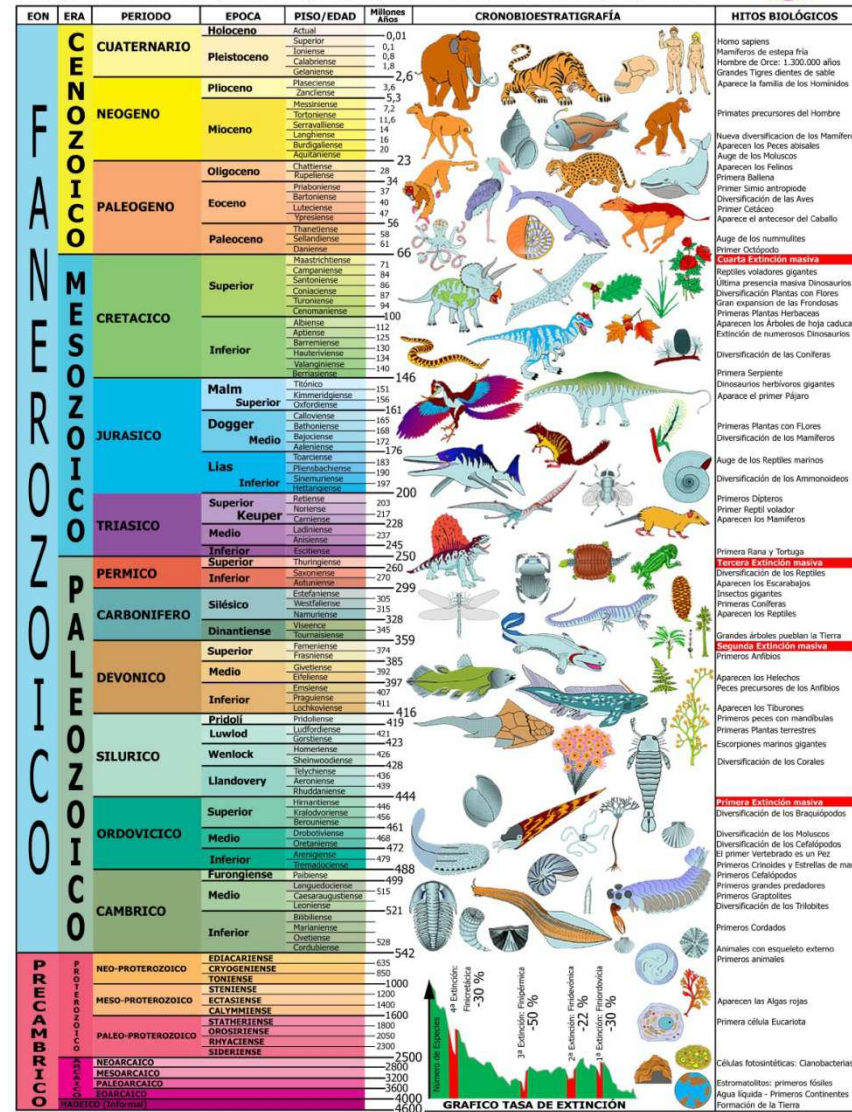 EON ERA PERIODO EPOCA PISO/EDAD Millones Años CRONOBIOESTRATIGRAFÍA HITOS BIOLÓGICOS
FANEROZOICO
CENOZOICO
CUATERNARIO
Holoceno
Actual
0,01
Pleistoceno
Superior
Ioniense 0,1
Calabriense 0,8
Gelaniense 1,8
2,6
Homo sapiens
Mamíferos de estepa fría
Hombre de Orce: 1.300.000 años
Grandes Tigres dientes de sable
Aparece la familia de los Homínidos
NEOGENO
Plioceno
Plaseciense 3,6
Zancliense
5,3
Mioceno
Messiniense 7,2
Tortoniense 11,6
Serravalliense 14
Langhiense 16
Burdigaliense 20
Aquitaniense
23
Primates precursores del Hombre
Nueva diversificacion de los Mamífero
Aparecen los Peces abisales
Auge de los Moluscos
PALEOGENO
Oligoceno
Chattiense 28
Rupeliense
34
Eoceno
Priaboniense 37
Bartoniense 40
Luteciense 47
Ypresiense
56
Paleoceno
Thanetiense 58
Sellandiense 61
Daniense
66
Aparecen los Felinos
Primera Ballena
Primer Simio antropiode
Diversificación de las Aves
Primer Cetáceo
Aparece el antecesor del Caballo
Auge de los nummulites
Primer Octópodo
Cuarta Extinción masiva
MESOZOICO
CRETACICO
Superior
Maastrichtiense 71
Campaniense 84
Santoniense 86
Coniaciense 87
Turoniense 94
Cenomaniense
100
Inferior
Albiense 112
Aptiense 125
Barremiense 130
Hauteriviense 134
Valanginiense 140
Berriasiense
146
Reptiles voladores gigantes
Última presencia masiva Dinosaurios
Diversificación Plantas con Flores
Gran expansion de las Frondosas
Primeras Plantas Herbaceas
Aparecen los Árboles de hoja caduca
Extinción de numerosos Dinosaurios
Diversificación de las Coníferas
Primera Serpiente
JURASICO
Malm
Superior
Titónico 151
Kimmeridgiense 156
Oxfordiense
161
Dogger
Medio
Calloviense 165
Bathoniense 168
Bajociense 172
Aaleniense
176
Lias
Inferior
Toarciense 183
Pliensbachiense 190
Sinemuriense 197
Hettangiense
200
Dinosaurios herbívoros gigantes
Aparace el primer Pájaro
Primeras Plantas con FLores
Diversificación de los Mamíferos
Auge de los Reptiles marinos
Diversificación de los Ammonoideos
TRIASICO
Superior
Keuper
Retiense 203
Noriense 217
Carniense
228
Medio
Ladiniense 237
Anisiense
245
Inferior
Escitiense
250
Primeros Dípteros
Primer Reptil volador
Aparecen los Mamíferos
Primera Rana y Tortuga
Tercera Extinción masiva
PALEOZOICO
PERMICO
Superior
Thuringiense
260
Inferior
Saxoniense 270
Autuniense
299
Diversificación de los Reptiles
Aparecen los Escarabajos
Insectos gigantes
Primeras Coníferas
Aparecen los Reptiles
CARBONIFERO
Silésico
Estefaniense 305
Westfaliense 315
Namuriense
328
Dinantiense
Viseence 345
Tournaisiense
359
Grandes árboles pueblan la Tierra
Segunda Extinción masiva
DEVONICO
Superior
Fameniense 374
Frasniense
385
Medio
Givetiense 392
Eifeliense
397
Inferior
Emsiense 407
Praguiense 411
Lochkoviense
416
Primeros Anfibios
Aparecen los Helechos
Peces precursores de los Anfibios
Aparecen los Tiburones
SILURICO
Pridolí
Pridoliense
419
Luwlod
Ludfordiense 421
Gorstiense
423
Wenlock
Homeriense 426
Sheinwoodiense
428
Llandovery
Telychiense 436
Aeroniense 439
Rhuddaniense
444
Primeros peces con mandíbulas
Primeras Plantas terrestres
Escorpiones marinos gigantes
Diversificación de los Corales
Primera Extinción masiva
ORDOVICICO
Superior
Hirnantiense 446
Kralodvoriense 456
Berouniense
461
Medio
Drobotiviense 468
Oretaniense
472
Inferior
Arenigiense 479
Tremadociense
488
Diversificación de los Braquiópodos
Diversificación de los Moluscos
Diversificación de los Cefalópodos
El primer Vertebrado es un Pez
Primeros Crinoides y Estrellas de mar
CAMBRICO
Furongiense
Paibiense
499
Medio
Languedociense
Caesaraugustiense 515
Leoniense
521
Inferior
Bilibiliense
Marianiense
Ovetiense 528
Cordubiense
542
Primeros Cefalópodos
Primeros grandes predadores
Primeros Graptolites
Diversificación de los Trilobites
Primeros Cordados
Animales con esqueleto externo
PRECAMBRICO
PROTEROZOICO
NEO-PROTEROZOICO
EDIACARIENSE 635
CRYOGENIENSE 850
TONIENSE
1000
MESO-PROTEROZOICO
STENIENSE 1200
ECTASIENSE 1400
CALYMMIENSE
1600
PALEO-PROTEROZOICO
STATHERIENSE 1800
OROSIRIENSE 2050
RHYACIENSE 2300
SIDERIENSE
2500
ARCAICO
NEOARCAICO
2800
MESOARCAICO
3200
PALEOARCAICO
3600
EOARCAICO
4000
HADEICO (Informal)
4600
Primeros animales
Aparecen las Algas rojas
Primera célula Eucariota
Células fotosintéticas: Cianobacterias
Estromatolitos: primeros fósiles
Agua líquida - Primeros Continentes
Formación de la Tierra
Número de Especies
4ª Extinción: Finicretácica -30 %
3ª Extinción: Finipérmica -50 %
2ª Extinción: Finidevónica -22 %
1ª Extinción: Finiordovicia -30 %
GRAFICO TASA DE EXTINCIÓN